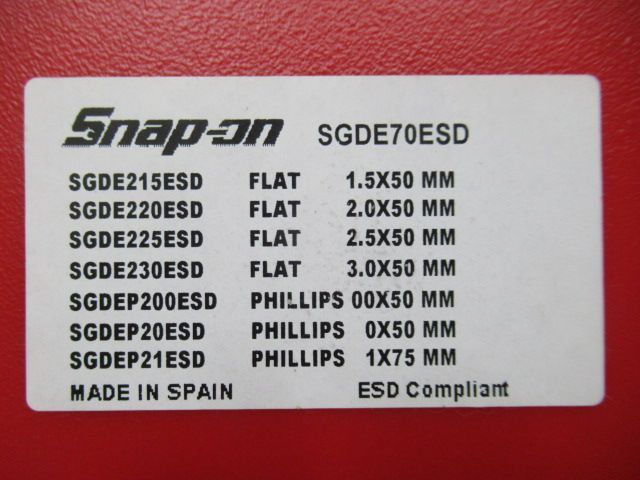 Snap-on SGDE70ESD
SGDE215ESD FLAT 1.5X50 MM
SGDE220ESD FLAT 2.0X50 MM
SGDE225ESD FLAT 2.5X50 MM
SGDE230ESD FLAT 3.0X50 MM
SGDEP200ESD PHILLIPS 00X50 MM
SGDEP20ESD PHILLIPS 0X50 MM
SGDEP21ESD PHILLIPS 1X75 MM
MADE IN SPAIN ESD Compliant